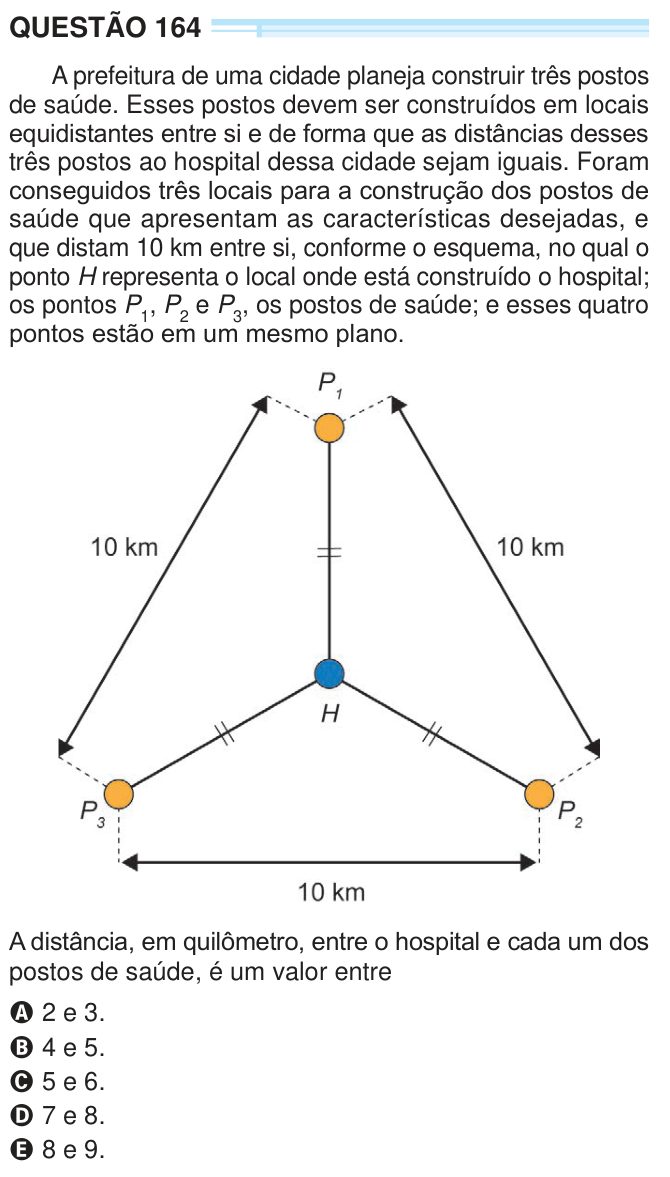 QUESTÃO 164
A prefeitura de uma cidade planeja construir três postos
de saúde. Esses postos devem ser construídos em locais
equidistantes entre si e de forma que as distâncias desses
três postos ao hospital dessa cidade sejam iguais. Foram
conseguidos três locais para a construção dos postos de
saúde que apresentam as características desejadas, e
que distam 10 km entre si, conforme o esquema, no qual o
ponto H representa o local onde está construído o hospital;
os pontos P₁, P₂ e P₃, os postos de saúde; e esses quatro
pontos estão em um mesmo plano.
P₁
10 km
10 km
H
P₃
P₂
10 km
A distância, em quilômetro, entre o hospital e cada um dos
postos de saúde, é um valor entre
A 2 e 3.
B 4 e 5.
C 5 e 6.
D 7 e 8.
E 8 e 9.